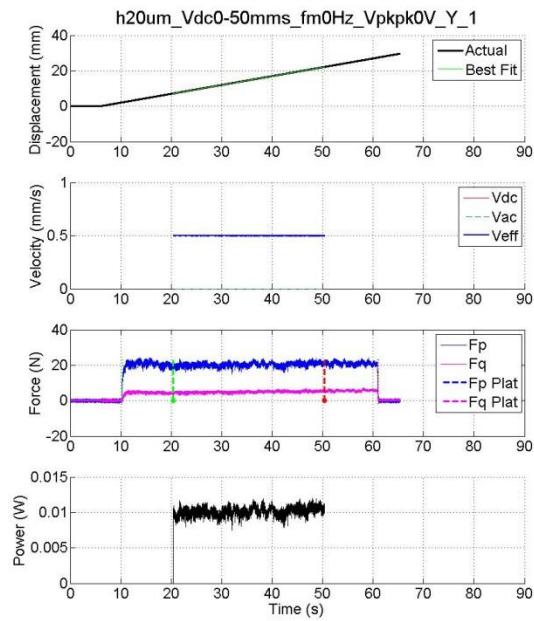 h20um_Vdc0-50mms_fm0Hz_Vpkpk0V_Y_1
Displacement (mm)
40
20
0
-20
0 10 20 30 40 50 60 70 80 90
Actual
Best Fit
Velocity (mm/s)
1
0.5
0
0 10 20 30 40 50 60 70 80 90
Vdc
Vac
Veff
Force (N)
40
20
0
-20
0 10 20 30 40 50 60 70 80 90
Fp
Fq
Fp Plat
Fq Plat
Power (W)
0.015
0.01
0.005
0
0 10 20 30 40 50 60 70 80 90
Time (s)